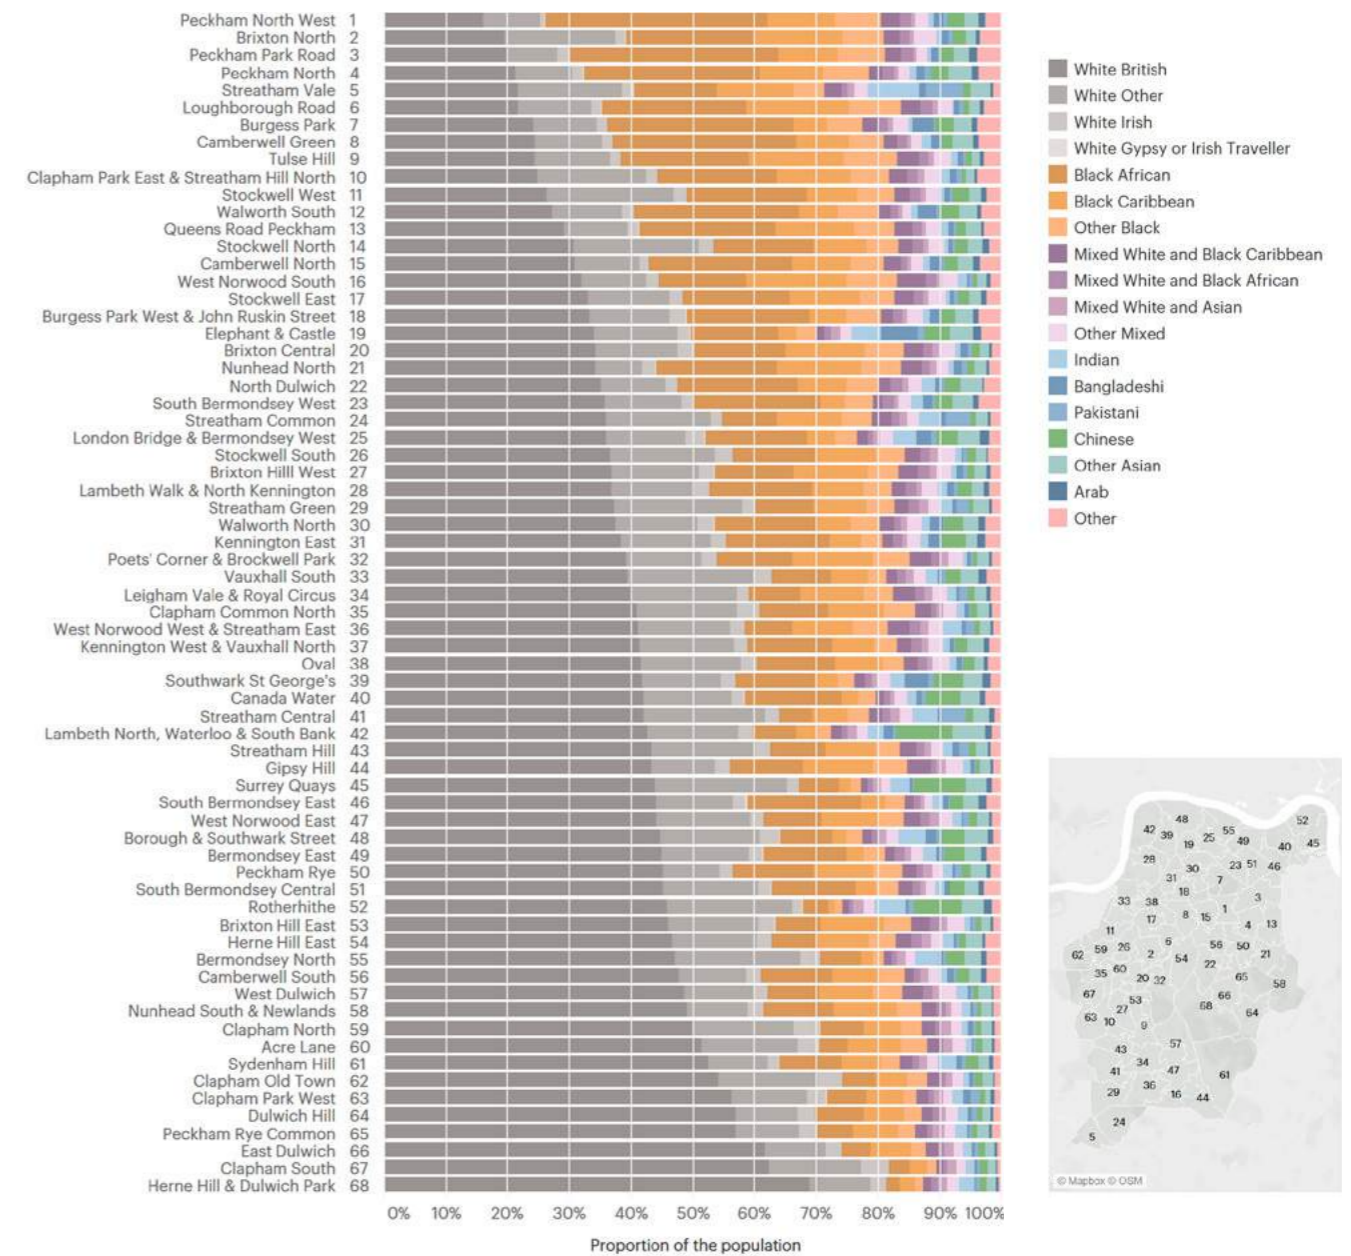 Peckham North West 1
Brixton North 2
Peckham Park Road 3
Peckham North 4
Streatham Vale 5
Loughborough Road 6
Burgess Park 7
Camberwell Green 8
Tulse Hill 9
Clapham Park East & Streatham Hill North 10
Stockwell West 11
Walworth South 12
Queens Road Peckham 13
Stockwell North 14
Camberwell North 15
West Norwood South 16
Stockwell East 17
Burgess Park West & John Ruskin Street 18
Elephant & Castle 19
Brixton Central 20
Nunhead North 21
North Dulwich 22
South Bermondsey West 23
Streatham Common 24
London Bridge & Bermondsey West 25
Stockwell South 26
Brixton Hilll West 27
Lambeth Walk & North Kennington 28
Streatham Green 29
Walworth North 30
Kennington East 31
Poets' Corner & Brockwell Park 32
Vauxhall South 33
Leigham Vale & Royal Circus 34
Clapham Common North 35
West Norwood West & Streatham East 36
Kennington West & Vauxhall North 37
Oval 38
Southwark St George's 39
Canada Water 40
Streatham Central 41
Lambeth North, Waterloo & South Bank 42
Streatham Hill 43
Gipsy Hill 44
Surrey Quays 45
South Bermondsey East 46
West Norwood East 47
Borough & Southwark Street 48
Bermondsey East 49
Peckham Rye 50
South Bermondsey Central 51
Rotherhithe 52
Brixton Hill East 53
Herne Hill East 54
Bermondsey North 55
Camberwell South 56
West Dulwich 57
Nunhead South & Newlands 58
Clapham North 59
Acre Lane 60
Sydenham Hill 61
Clapham Old Town 62
Clapham Park West 63
Dulwich Hill 64
Peckham Rye Common 65
East Dulwich 66
Clapham South 67
Herne Hill & Dulwich Park 68
0% 10% 20% 30% 40% 50% 60% 70% 80% 90% 100%
Proportion of the population
White British
White Other
White Irish
White Gypsy or Irish Traveller
Black African
Black Caribbean
Other Black
Mixed White and Black Caribbean
Mixed White and Black African
Mixed White and Asian
Other Mixed
Indian
Bangladeshi
Pakistani
Chinese
Other Asian
Arab
Other
48 52
42 39 55
19 25 49 40 45
28 30 23 51 46
31 7
18
33 38 1 3
17 8 15 4 13
11
62 59 26 2 6 54 56 50 21
35 60 20 32 22 65 58
67 53 66
63 10 27 9 68 64
43 57
41 34 47 61
29 36 16 44
24
5
© Mapbox © OSM